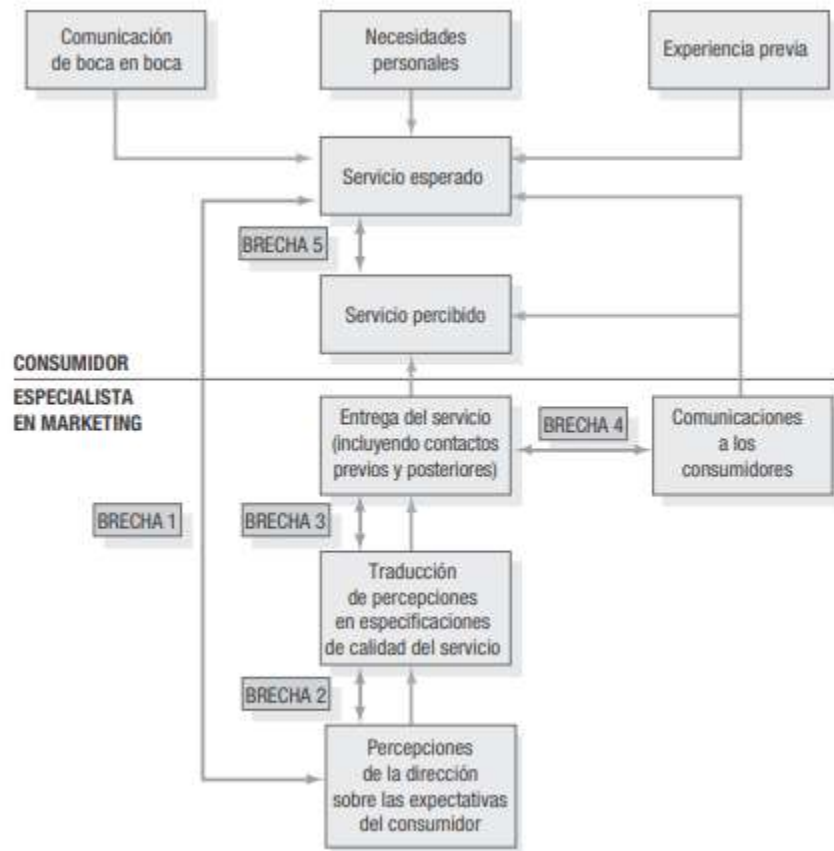 Comunicación
de boca en boca
Necesidades
personales
Experiencia previa
Servicio esperado
BRECHA 5
Servicio percibido
CONSUMIDOR
ESPECIALISTA
EN MARKETING
Entrega del servicio
(incluyendo contactos
previos y posteriores)
BRECHA 4
Comunicaciones
a los
consumidores
BRECHA 1
BRECHA 3
Traducción
de percepciones
en especificaciones
de calidad del servicio
BRECHA 2
Percepciones
de la dirección
sobre las expectativas
del consumidor